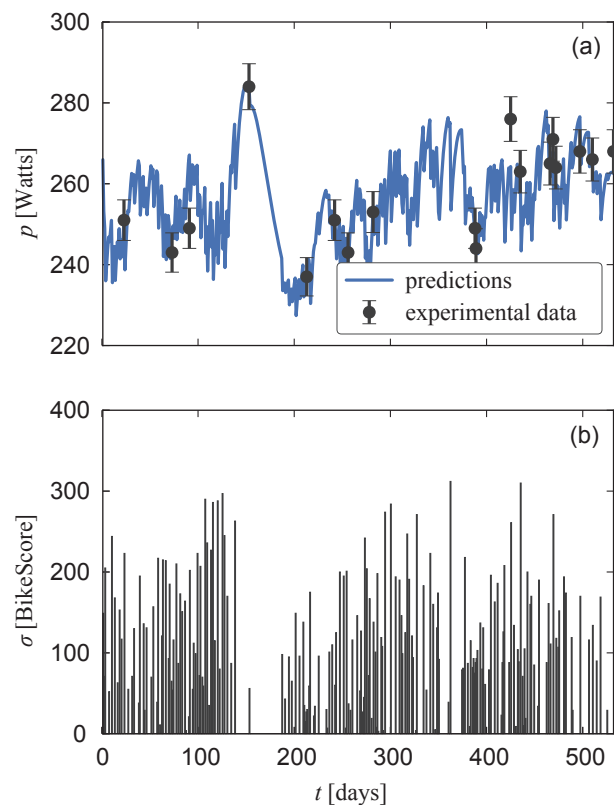 300
(a)
280
260
240
220
p [Watts]
predictions
experimental data
400
(b)
300
200
100
0
σ [BikeScore]
0 100 200 300 400 500
t [days]